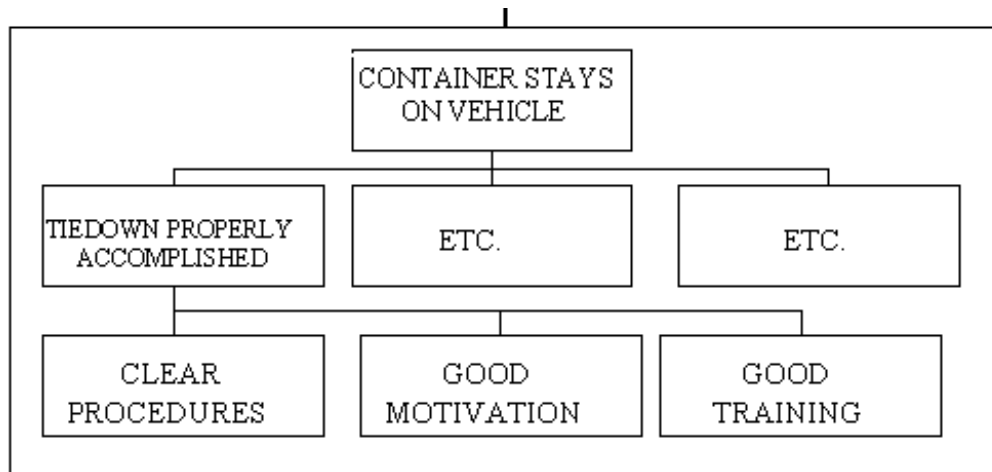 CONTAINER STAYS
ON VEHICLE
TIEDOWN PROPERLY
ACCOMPLISHED
ETC.
ETC.
CLEAR
PROCEDURES
GOOD
MOTIVATION
GOOD
TRAINING